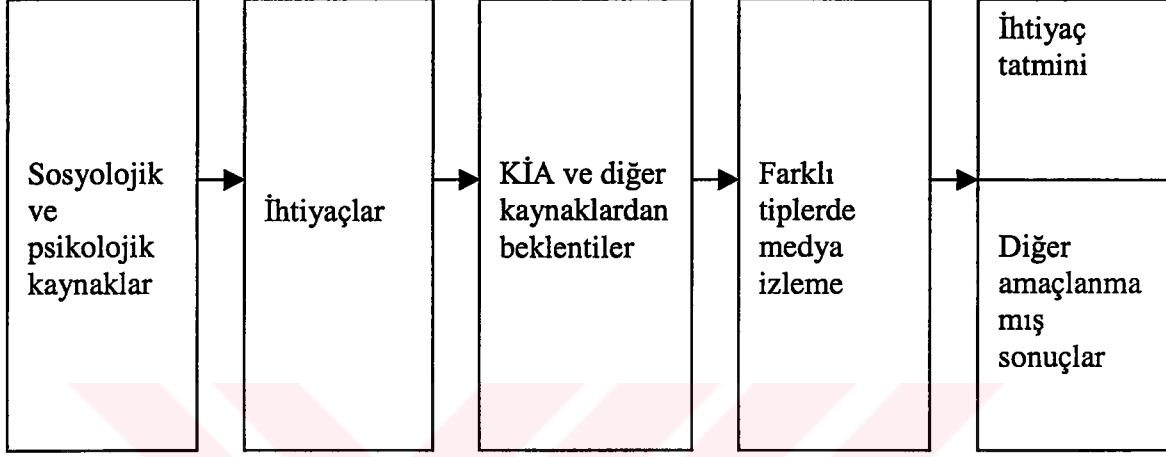 Sosyolojik
ve
psikolojik
kaynaklar
İhtiyaçlar
KİA ve diğer
kaynaklardan
beklentiler
Farklı
tiplerde
medya
izleme
İhtiyaç
tatmini
Diğer
amaçlanma
mış
sonuçlar